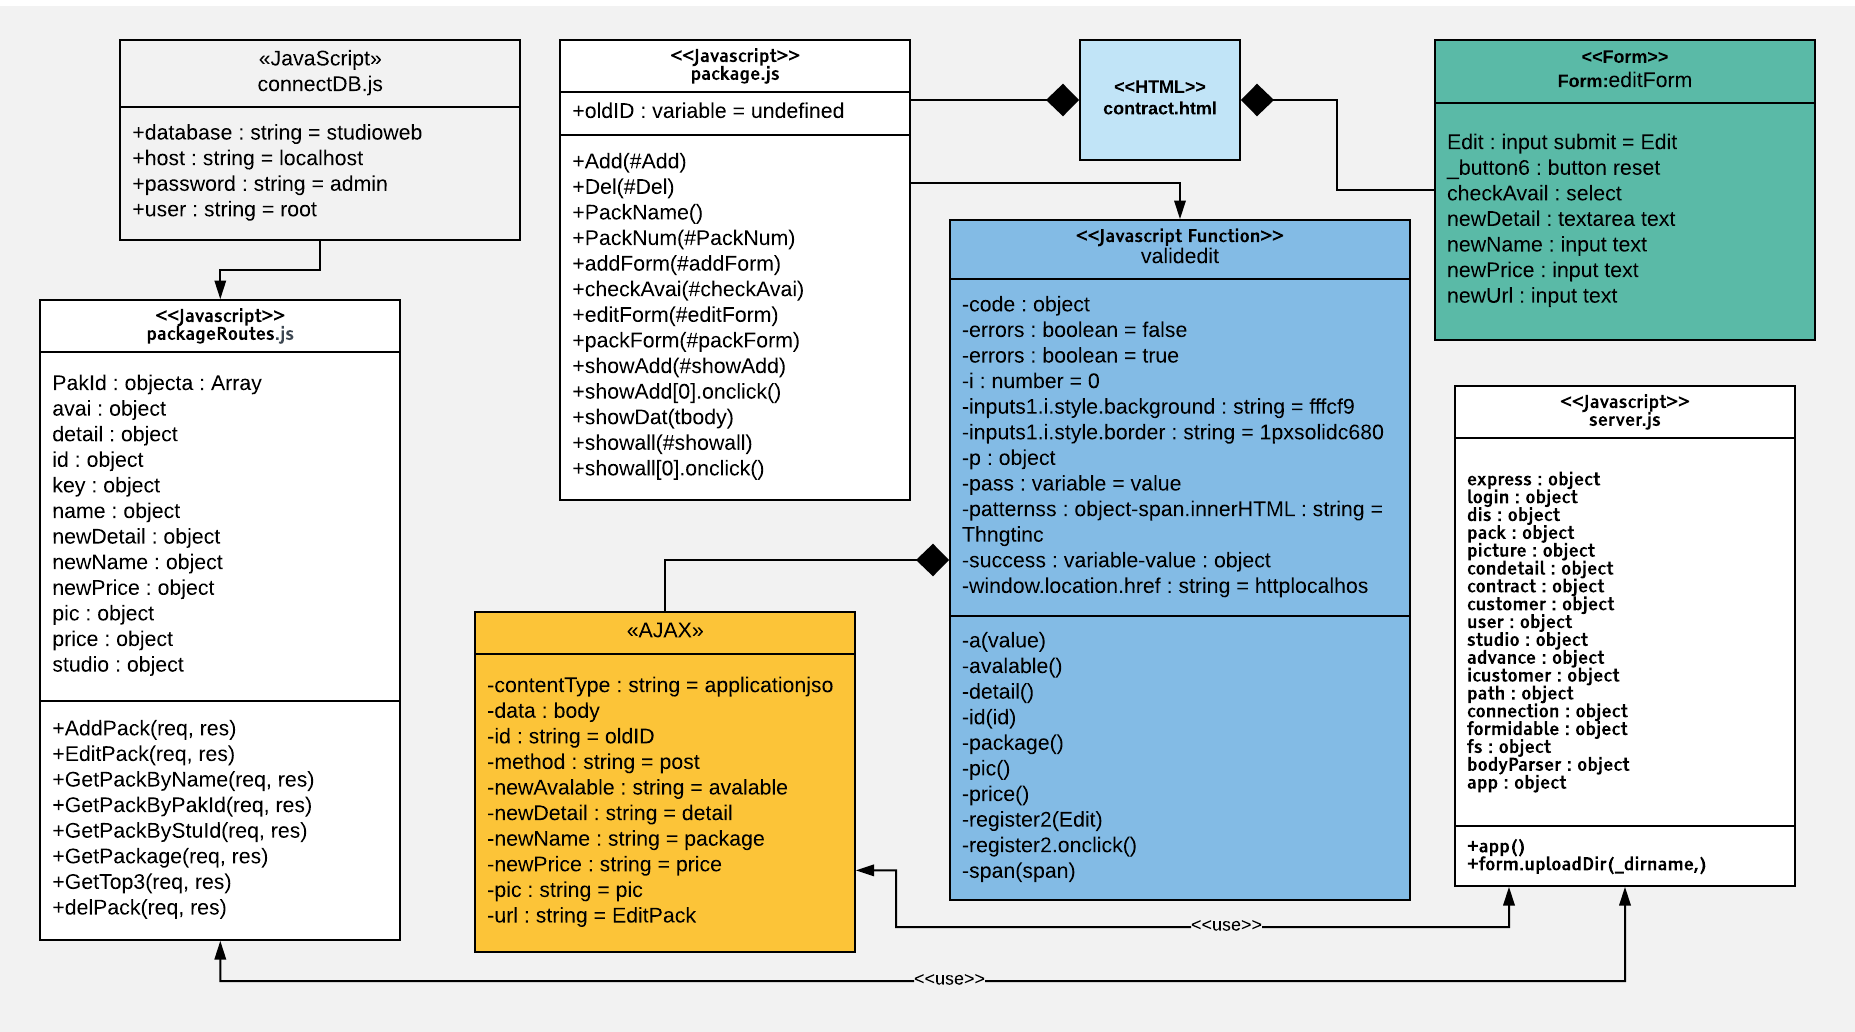 «JavaScript»
connectDB.js
+database : string = studioweb
+host : string = localhost
+password : string = admin
+user : string = root
<<Javascript>>
package.js
+oldID : variable = undefined
+Add(#Add)
+Del(#Del)
+PackName()
+PackNum(#PackNum)
+addForm(#addForm)
+checkAvai(#checkAvai)
+editForm(#editForm)
+packForm(#packForm)
+showAdd(#showAdd)
+showAdd[0].onclick()
+showDat(tbody)
+showall(#showall)
+showall[0].onclick()
<<HTML>>
contract.html
<<Form>>
Form:editForm
Edit : input submit = Edit
_button6 : button reset
checkAvail : select
newDetail : textarea text
newName : input text
newPrice : input text
newUrl : input text
<<Javascript Function>>
validedit
-code : object
-errors : boolean = false
-errors : boolean = true
-i : number = 0
-inputs1.i.style.background : string = fffcf9
-inputs1.i.style.border : string = 1pxsolidc680
-p : object
-pass : variable = value
-patternss : object-span.innerHTML : string =
Thngtinc
-success : variable-value : object
-window.location.href : string = httplocalhos
-a(value)
-avalable()
-detail()
-id(id)
-package()
-pic()
-price()
-register2(Edit)
-register2.onclick()
-span(span)
<<Javascript>>
packageRoutes.js
PakId : objecta : Array
avai : object
detail : object
id : object
key : object
name : object
newDetail : object
newName : object
newPrice : object
pic : object
price : object
studio : object
+AddPack(req, res)
+EditPack(req, res)
+GetPackByName(req, res)
+GetPackByPakId(req, res)
+GetPackByStuId(req, res)
+GetPackage(req, res)
+GetTop3(req, res)
+delPack(req, res)
«AJAX»
-contentType : string = applicationjso
-data : body
-id : string = oldID
-method : string = post
-newAvalable : string = avalable
-newDetail : string = detail
-newName : string = package
-newPrice : string = price
-pic : string = pic
-url : string = EditPack
<<Javascript>>
server.js
express : object
login : object
dis : object
pack : object
picture : object
condetail : object
contract : object
customer : object
user : object
studio : object
advance : object
icustomer : object
path : object
connection : object
formidable : object
fs : object
bodyParser : object
app : object
+app()
+form.uploadDir(_dirname,)
<<use>>
<<use>>